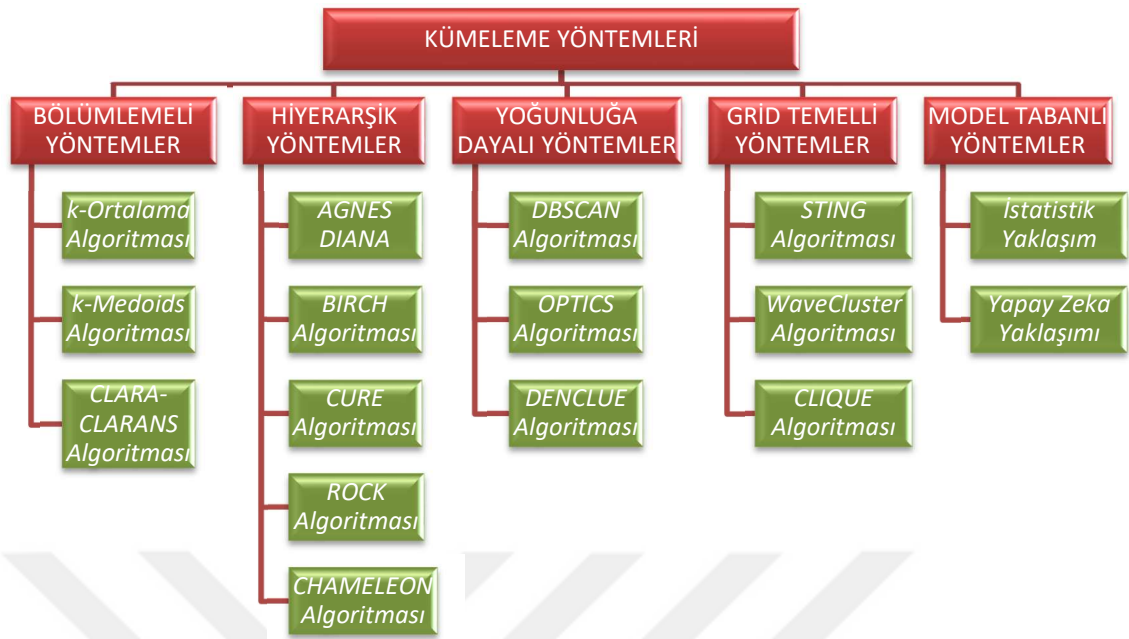 KÜMELEME YÖNTEMLERİ
BÖLÜMLEMELİ
YÖNTEMLER
k-Ortalama
Algoritması
k-Medoids
Algoritması
CLARA-
CLARANS
Algoritması
HİYERARŞİK
YÖNTEMLER
AGNES
DIANA
BIRCH
Algoritması
CURE
Algoritması
ROCK
Algoritması
CHAMELEON
Algoritması
YOĞUNLUĞA
DAYALI YÖNTEMLER
DBSCAN
Algoritması
OPTICS
Algoritması
DENCLUE
Algoritması
GRİD TEMELLİ
YÖNTEMLER
STING
Algoritması
WaveCluster
Algoritması
CLIQUE
Algoritması
MODEL TABANLI
YÖNTEMLER
İstatistik
Yaklaşım
Yapay Zeka
Yaklaşımı